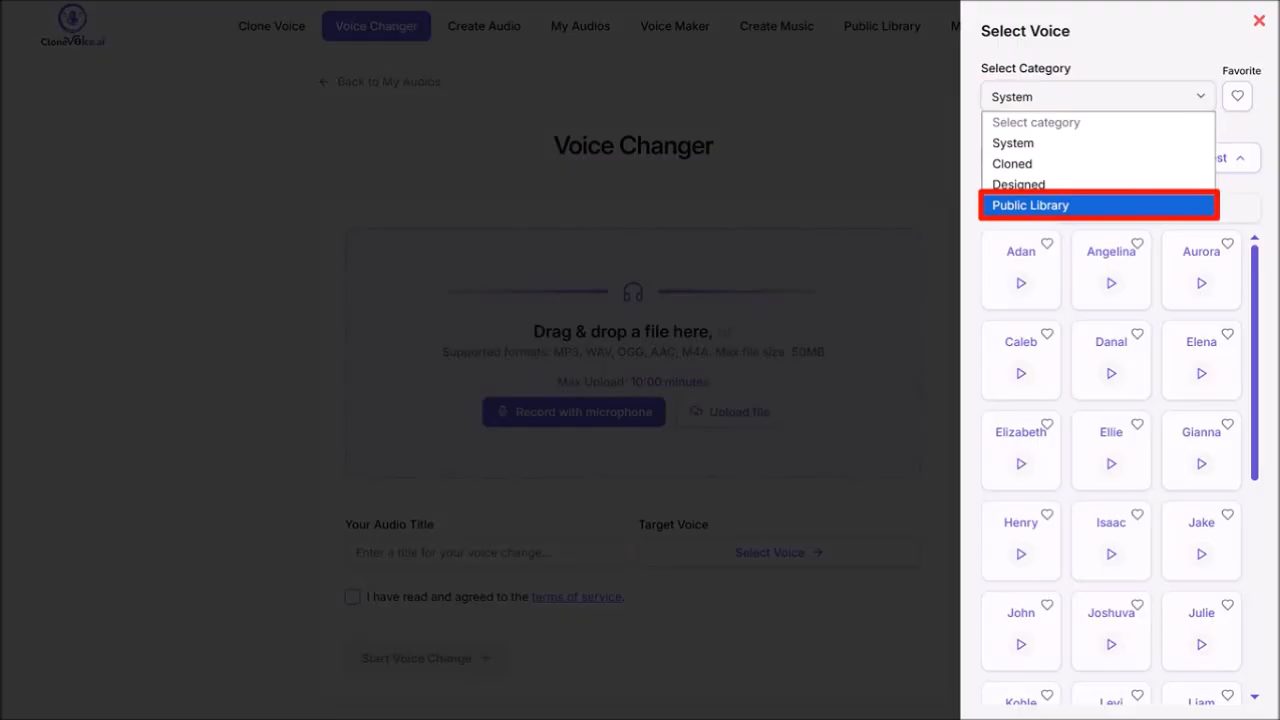 CloneVoice.ai
Clone Voice
Voice Changer
Create Audio
My Audios
Voice Maker
Create Music
Public Library
M
Back to My Audios
Voice Changer
Drag & drop a file here, or
Supported formats: MP3, WAV, OGG, AAC, M4A. Max file size: 50MB
Max Upload: 10:00 minutes
Record with microphone
Upload file
Your Audio Title
Target Voice
Enter a title for your voice change...
Select Voice
I have read and agreed to the terms of service.
Start Voice Change
Select Voice
Select Category
Favorite
System
Select category
System
Cloned
Designed
Public Library
st
Adan
Angelina
Aurora
Caleb
Danal
Elena
Elizabeth
Ellie
Gianna
Henry
Isaac
Jake
John
Joshuva
Julie
Kohle
Levi
Liam